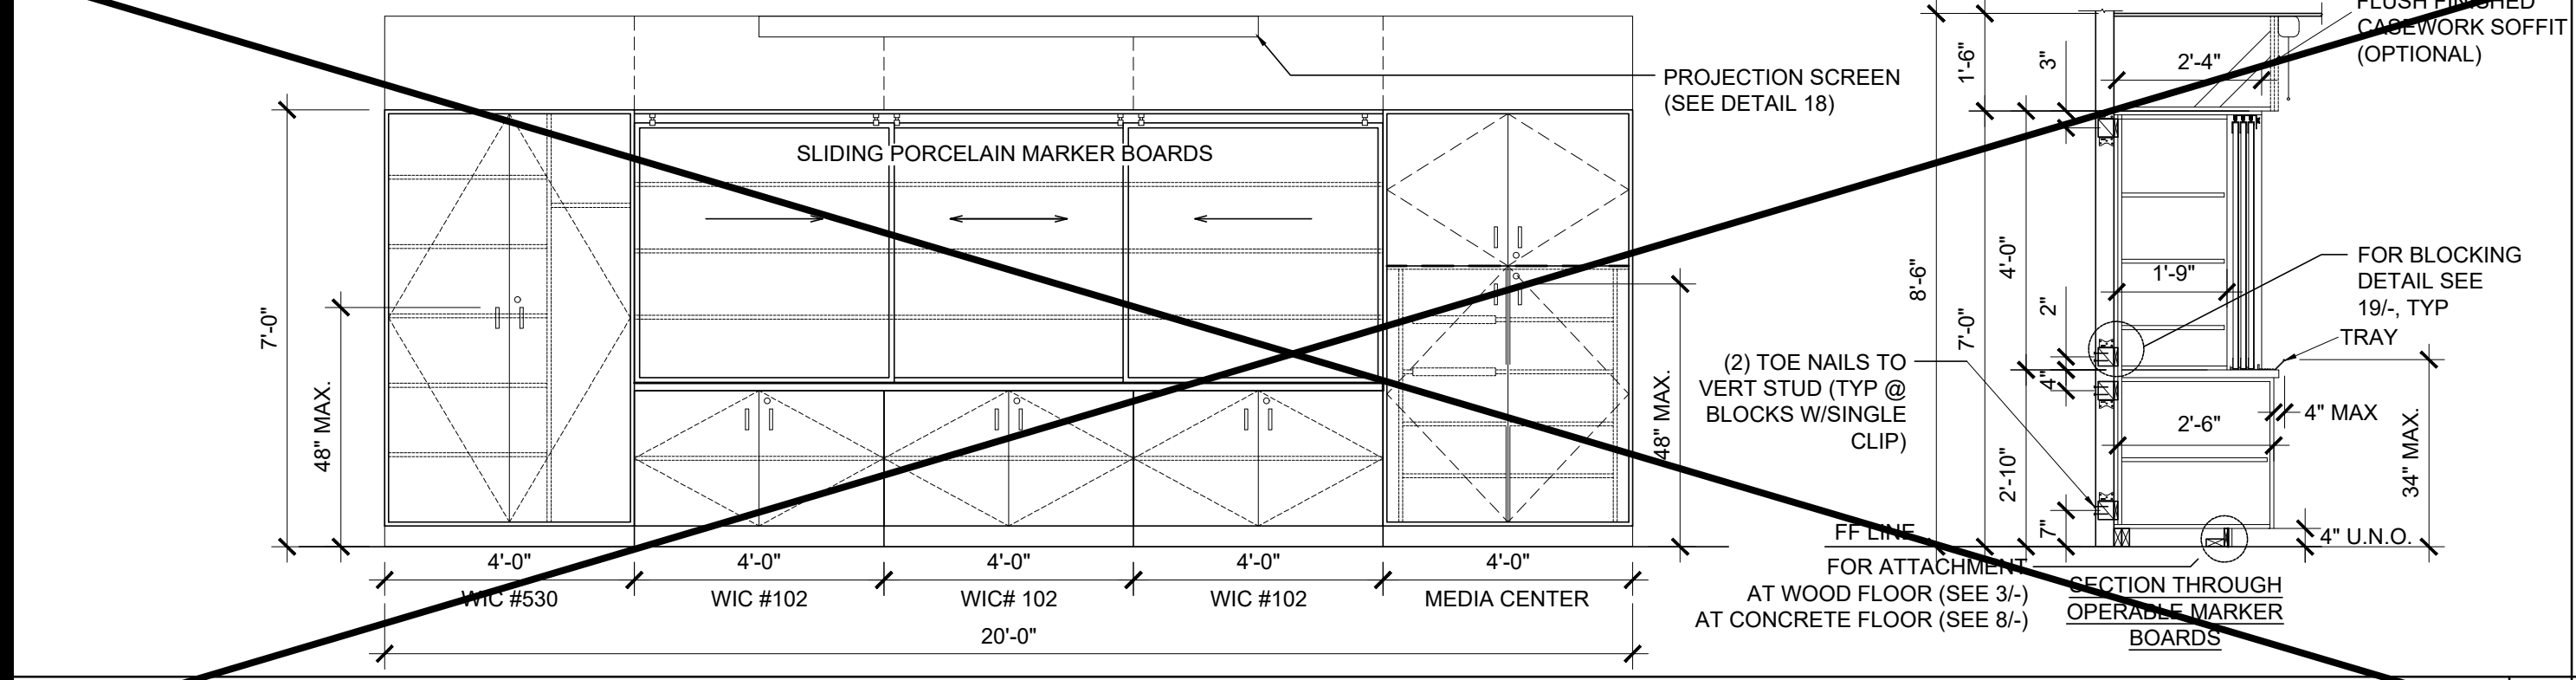 FLUSH FINISHED
CASEWORK SOFFIT
(OPTIONAL)
PROJECTION SCREEN
(SEE DETAIL 18)
SLIDING PORCELAIN MARKER BOARDS
7'-0"
48" MAX.
48" MAX.
4'-0"
4'-0"
4'-0"
4'-0"
4'-0"
WIC #530
WIC #102
WIC# 102
WIC #102
MEDIA CENTER
20'-0"
1'-6"
3"
2'-4"
8'-6"
7'-0"
4'-0"
2"
1'-9"
FOR BLOCKING
DETAIL SEE
19/-, TYP
TRAY
(2) TOE NAILS TO
VERT STUD (TYP @
BLOCKS W/SINGLE
CLIP)
4"
4" MAX
2'-6"
34" MAX.
2'-10"
7"
4" U.N.O.
FF LINE
FOR ATTACHMENT
AT WOOD FLOOR (SEE 3/-)
AT CONCRETE FLOOR (SEE 8/-)
SECTION THROUGH
OPERABLE MARKER
BOARDS